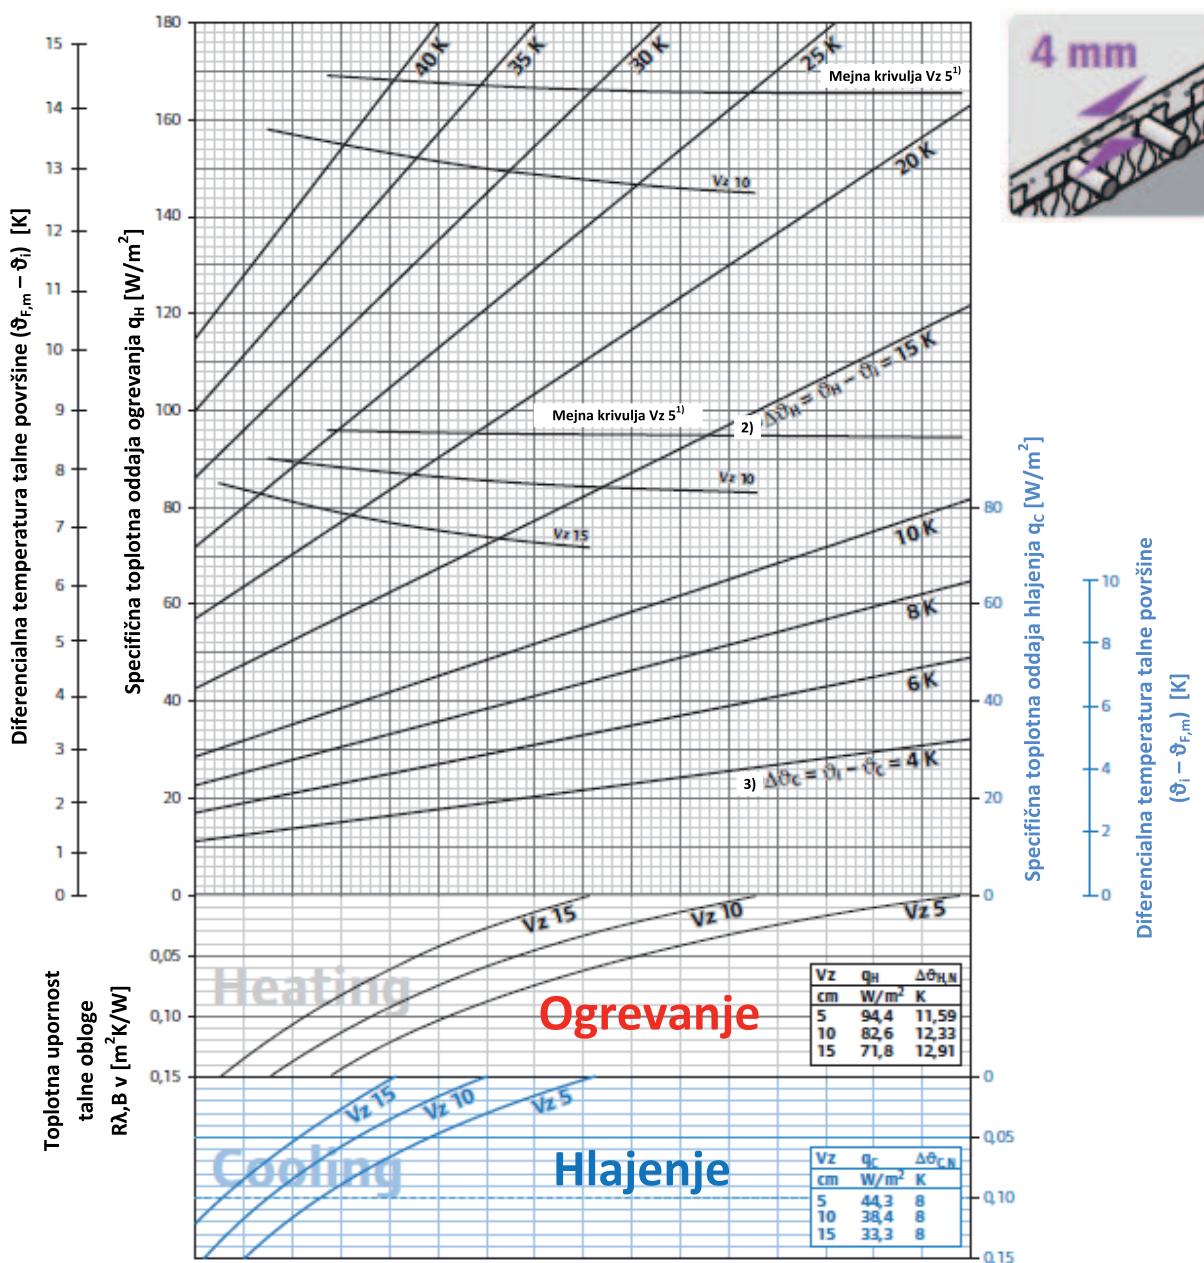 Diferencialna temperatura talne površine (ϑF,m – ϑi) [K]
15
14
13
12
11
10
9
8
7
6
5
4
3
2
1
0
Specifična toplotna oddaja ogrevanja qH [W/m²]
180
160
140
120
100
80
60
40
20
0
40 K
35 K
30 K
25 K
Mejna krivulja Vz 5¹⁾
20 K
Vz 10
2) ΔϑH = ϑH – ϑi = 15 K
Mejna krivulja Vz 5¹⁾
Vz 10
Vz 15
10 K
8 K
6 K
3) ΔϑC = ϑi – ϑC = 4 K
4 mm
80
60
40
20
0
Specifična toplotna oddaja hlajenja qC [W/m²]
10
8
6
4
2
0
Diferencialna temperatura talne površine
(ϑi – ϑF,m) [K]
Toplotna upornost
talne obloge
Rλ,B v [m²K/W]
0,05
0,10
0,15
Vz 15
Vz 10
Vz 5
Heating
Ogrevanje
Vz qH ΔϑH,N
cm W/m² K
5 94,4 11,59
10 82,6 12,33
15 71,8 12,91
0
0,05
0,10
0,15
Vz 15
Vz 10
Vz 5
Cooling
Hlajenje
Vz qC ΔϑC,N
cm W/m² K
5 44,3 8
10 38,4 8
15 33,3 8